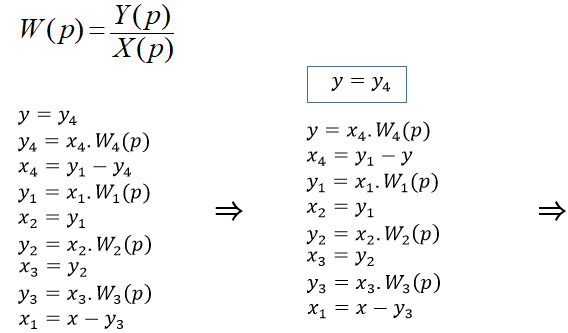 W(p) = Y(p) / X(p)
y = y₄
y₄ = x₄. W₄(p)
x₄ = y₁ − y₄
y₁ = x₁. W₁(p)
x₂ = y₁
y₂ = x₂. W₂(p)
x₃ = y₂
y₃ = x₃. W₃(p)
x₁ = x − y₃
⇒
y = y₄
y = x₄. W₄(p)
x₄ = y₁ − y
y₁ = x₁. W₁(p)
x₂ = y₁
y₂ = x₂. W₂(p)
x₃ = y₂
y₃ = x₃. W₃(p)
x₁ = x − y₃
⇒